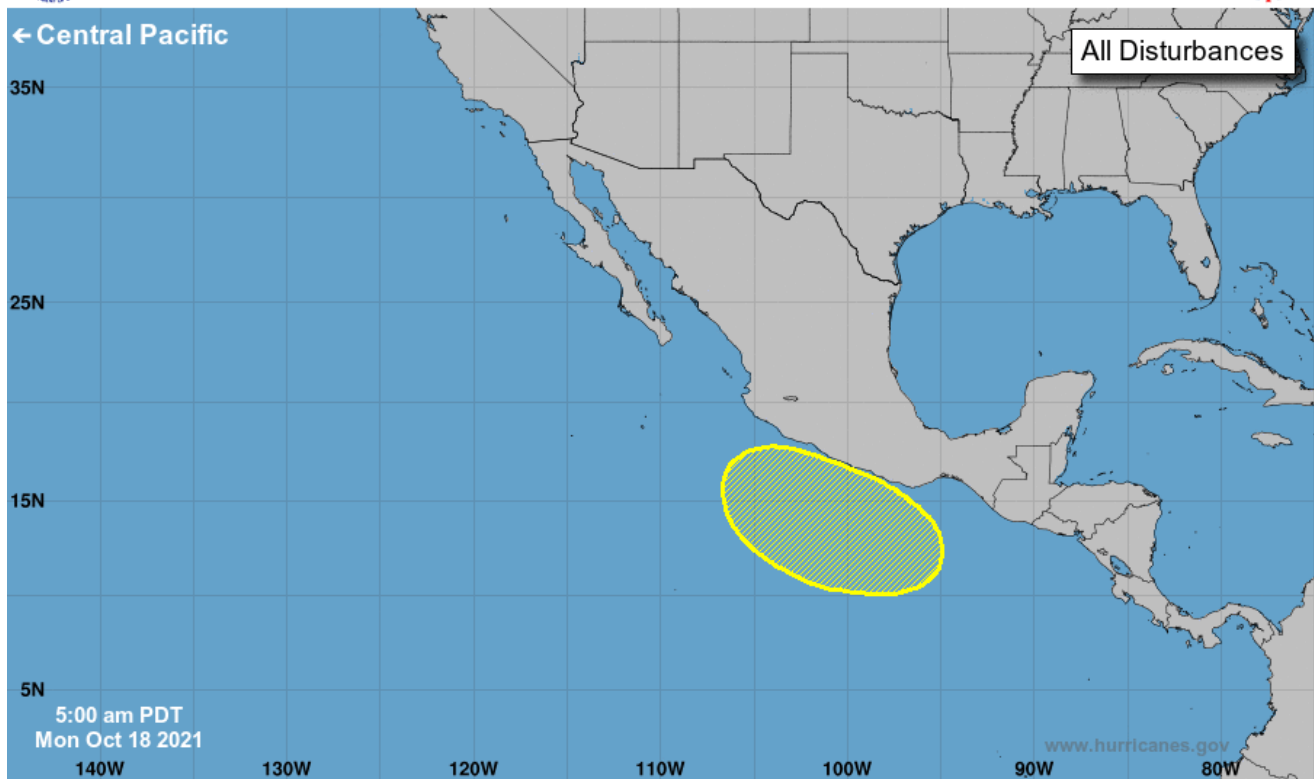 ← Central Pacific
All Disturbances
35N
25N
15N
5N
5:00 am PDT
Mon Oct 18 2021
www.hurricanes.gov
140W 130W 120W 110W 100W 90W 80W